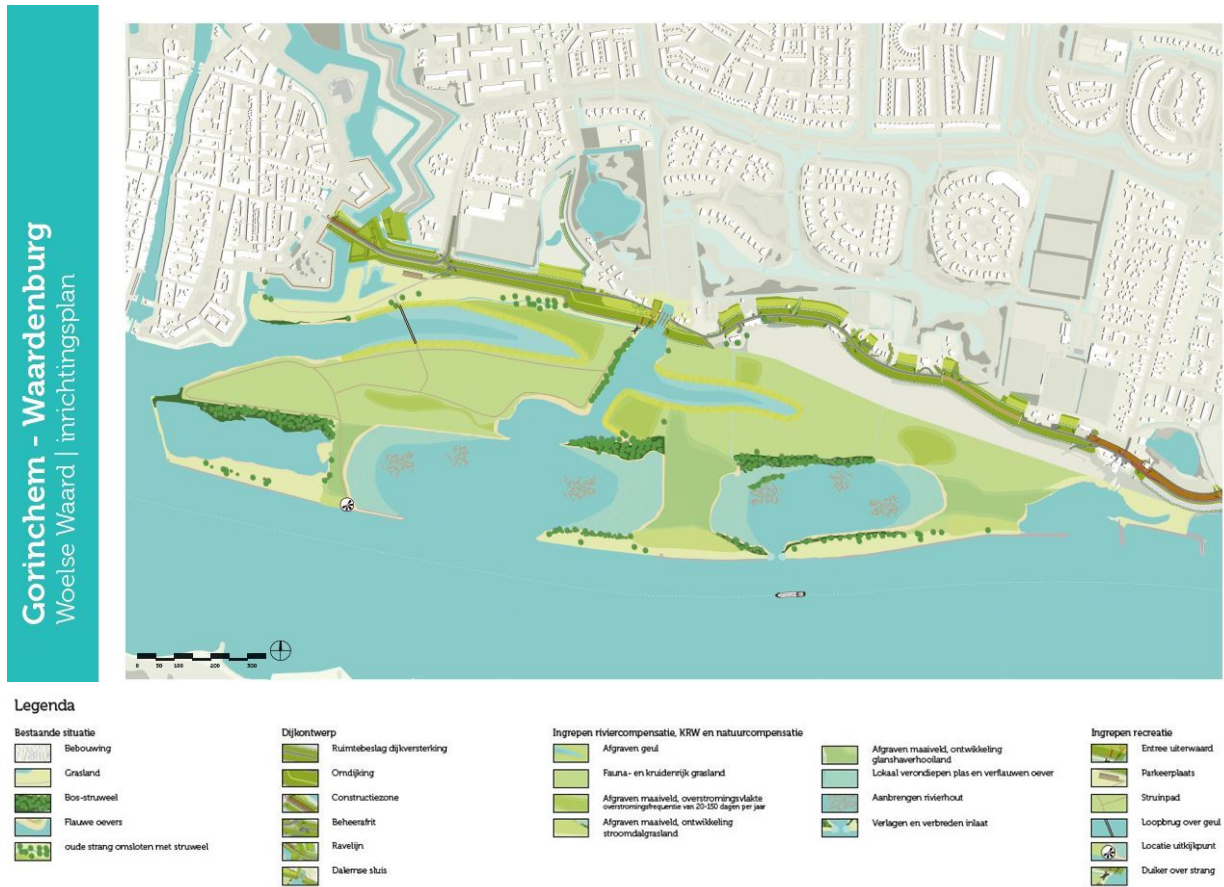 Gorinchem - Waardenburg
Woelse Waard | inrichtingsplan
0 50 100 200 300
Legenda
Bestaande situatie
Bebouwing
Grasland
Bos-struweel
Flauwe oevers
oude strang omsloten met struweel
Dijkontwerp
Ruimtebeslag dijkversterking
Omdijking
Constructiezone
Beheerafrit
Ravelijn
Dalemse sluis
Ingrepen riviercompensatie, KRW en natuurcompensatie
Afgraven geul
Fauna- en kruidenrijk grasland
Afgraven maaiveld, overstromingsvlakte
overstromingsfrequentie van 20-150 dagen per jaar
Afgraven maaiveld, ontwikkeling
stroomdalgrasland
Afgraven maaiveld, ontwikkeling
glanshaverhooiland
Lokaal verondiepen plas en verflauwen oever
Aanbrengen rivierhout
Verlagen en verbreden inlaat
Ingrepen recreatie
Entree uiterwaard
Parkeerplaats
Struinpad
Loopbrug over geul
Locatie uitkijkpunt
Duiker over strang